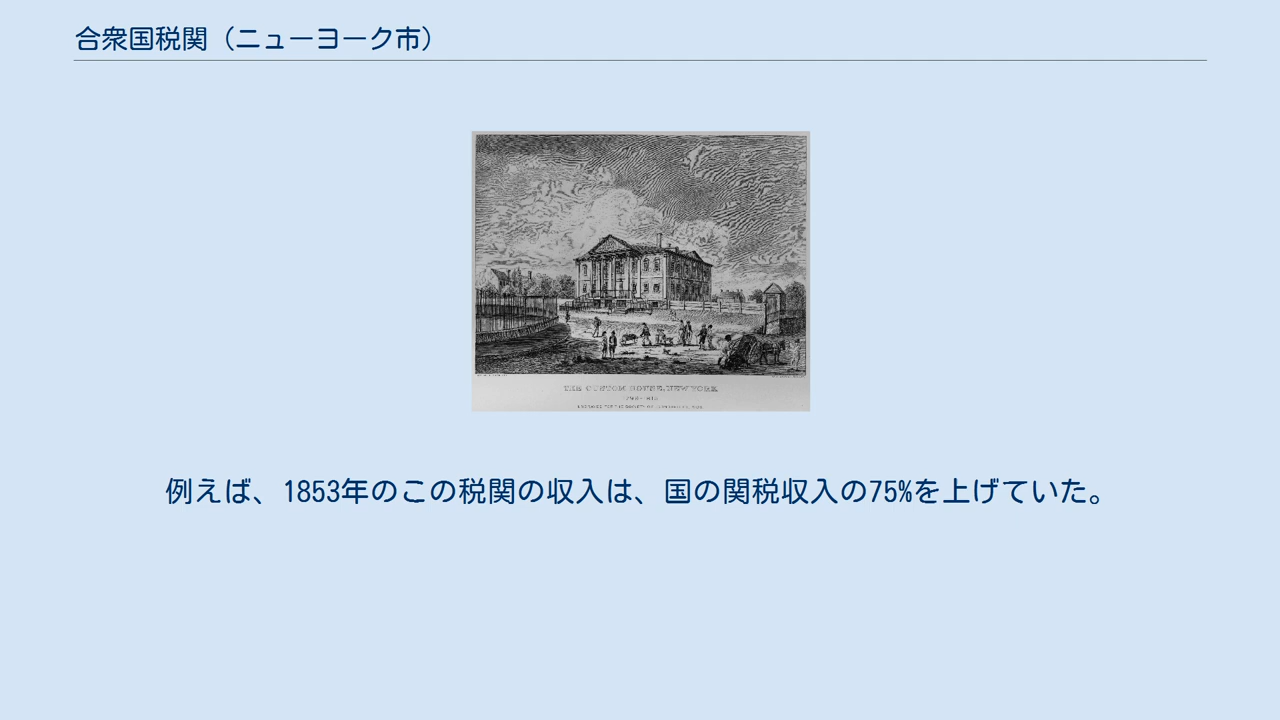 合衆国税関（ニューヨーク市）
THE CUSTOM HOUSE, NEW YORK
例えば、1853年のこの税関の収入は、国の関税収入の75%を上げていた。